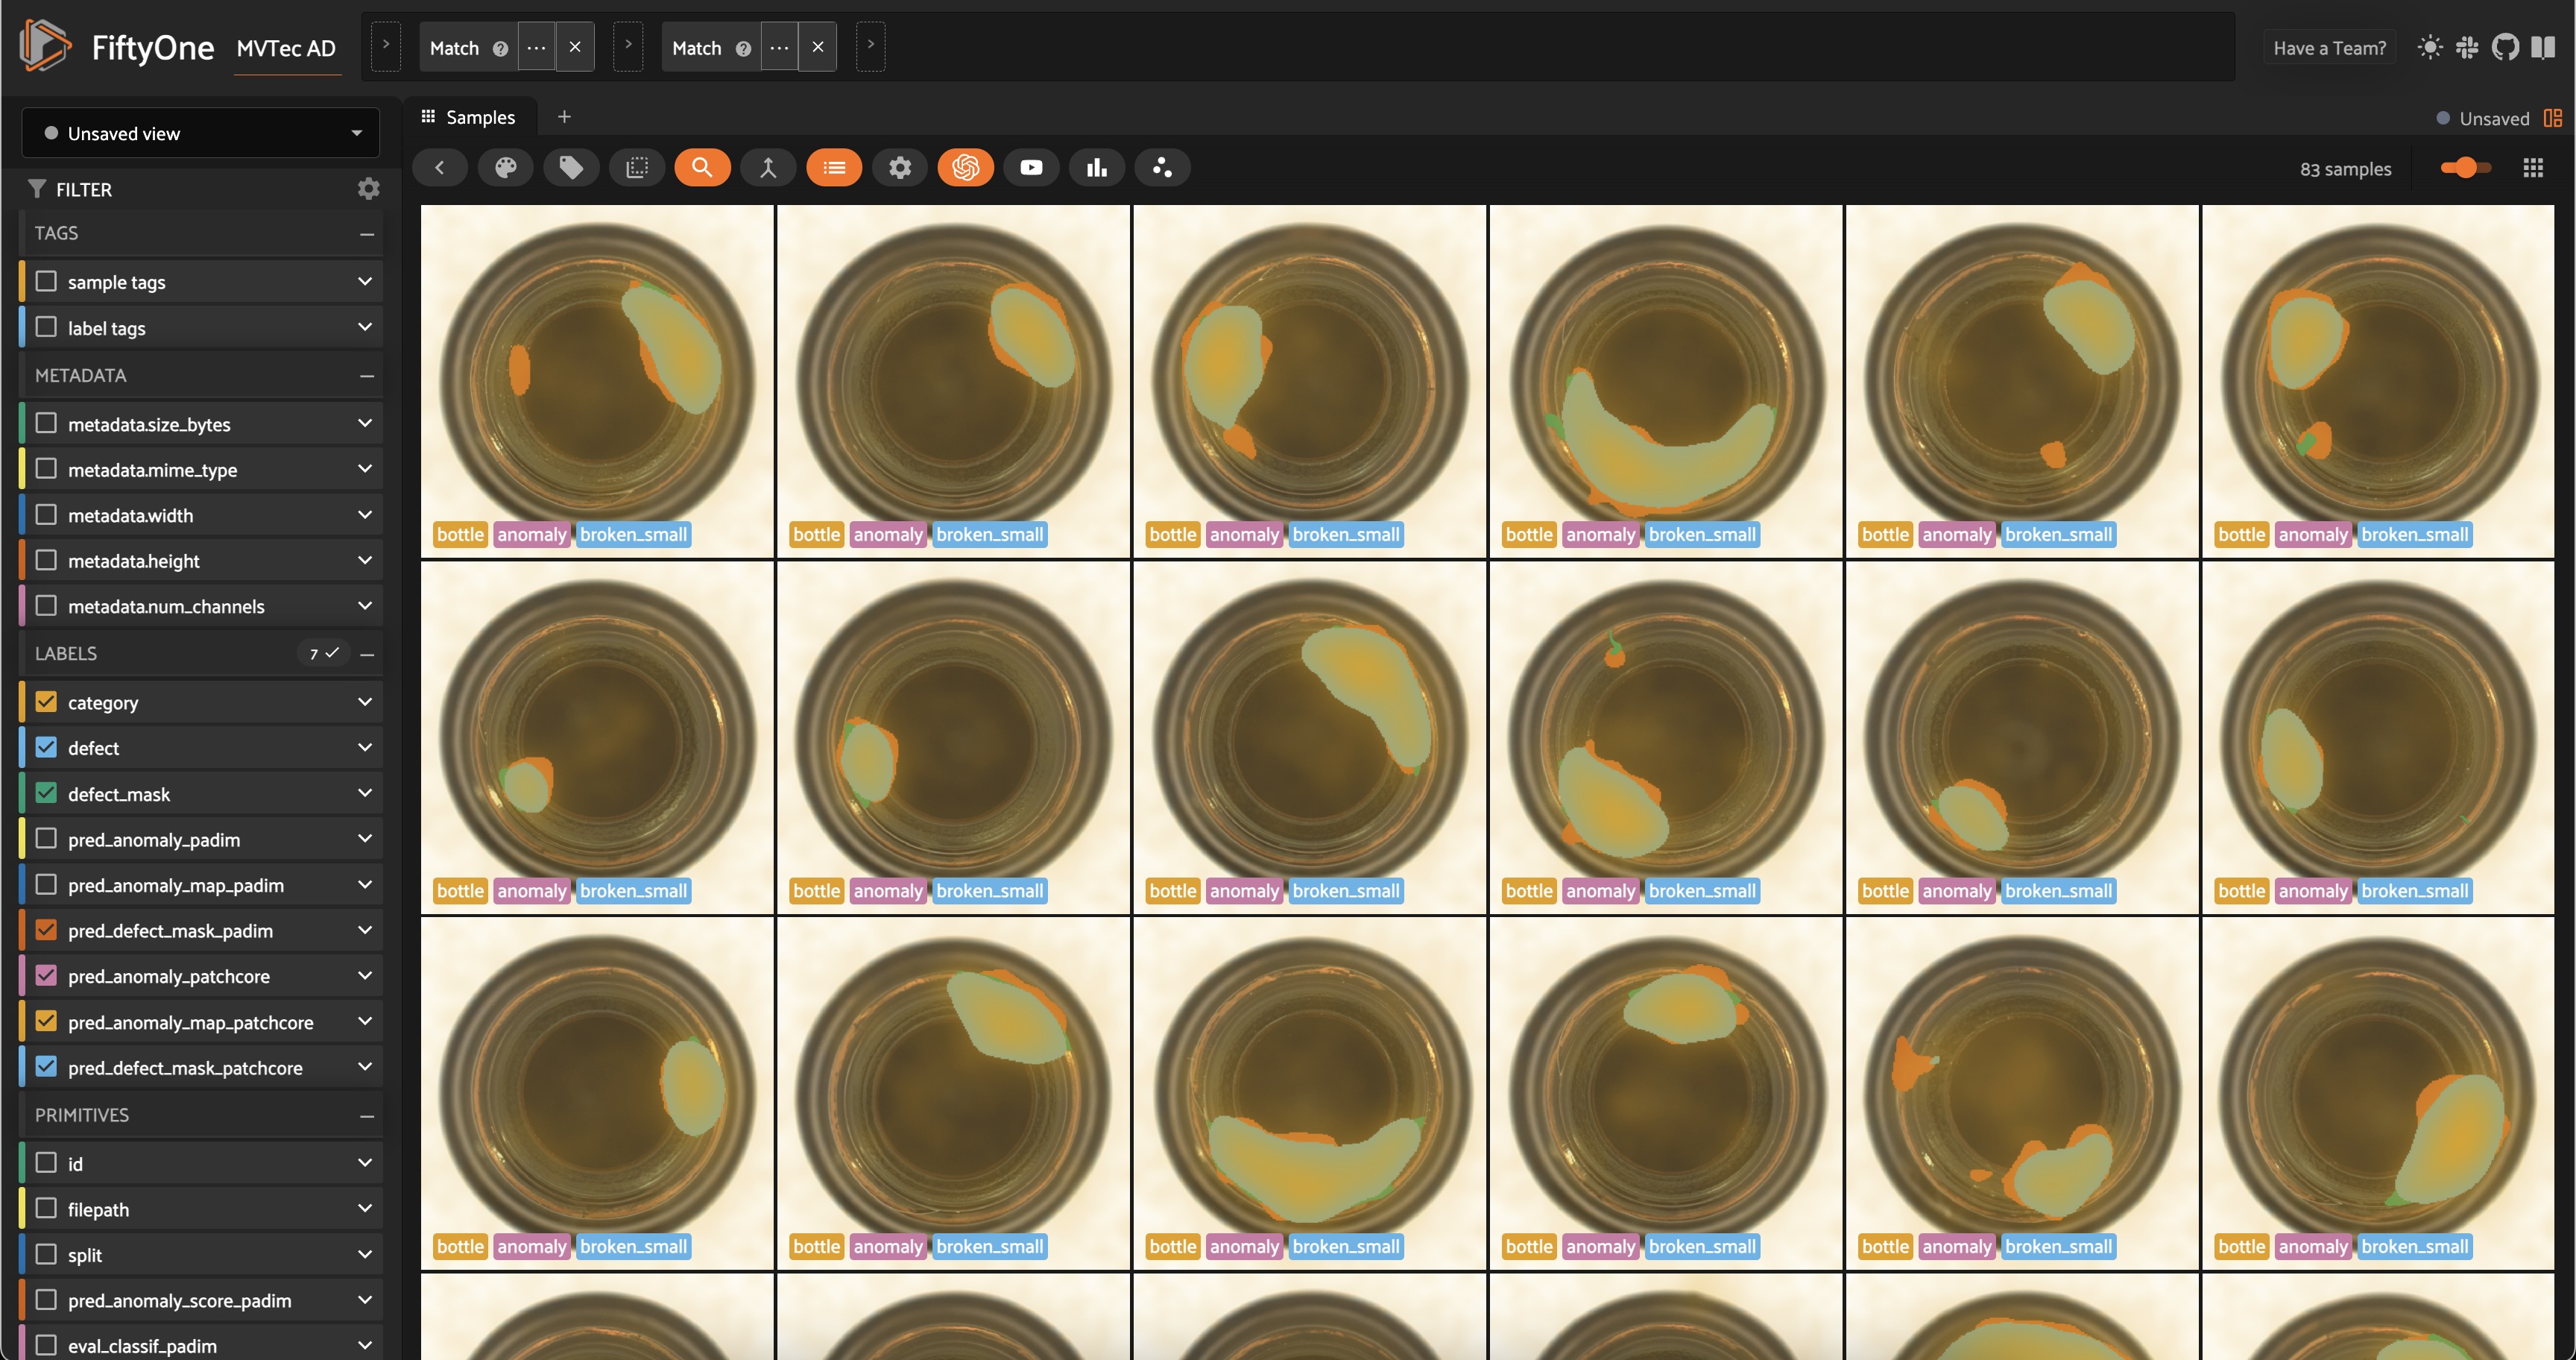 FiftyOne MVTec AD Match ? ... × Match ? ... × Have a Team?
Unsaved view
Samples + Unsaved
83 samples
FILTER
TAGS
sample tags
label tags
METADATA
metadata.size_bytes
metadata.mime_type
metadata.width
metadata.height
metadata.num_channels
LABELS 7
category
defect
defect_mask
pred_anomaly_padim
pred_anomaly_map_padim
pred_defect_mask_padim
pred_anomaly_patchcore
pred_anomaly_map_patchcore
pred_defect_mask_patchcore
PRIMITIVES
id
filepath
split
pred_anomaly_score_padim
eval_classif_padim
bottle anomaly broken_small bottle anomaly broken_small bottle anomaly broken_small bottle anomaly broken_small bottle anomaly broken_small bottle anomaly broken_small
bottle anomaly broken_small bottle anomaly broken_small bottle anomaly broken_small bottle anomaly broken_small bottle anomaly broken_small bottle anomaly broken_small
bottle anomaly broken_small bottle anomaly broken_small bottle anomaly broken_small bottle anomaly broken_small bottle anomaly broken_small bottle anomaly broken_small